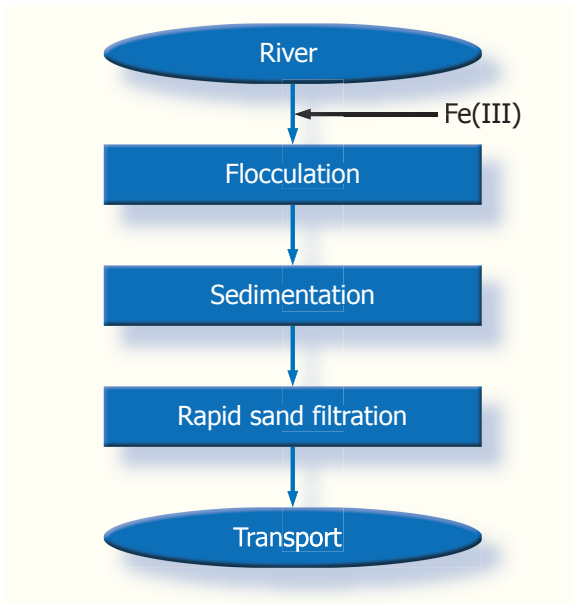 River
Fe(III)
Flocculation
Sedimentation
Rapid sand filtration
Transport